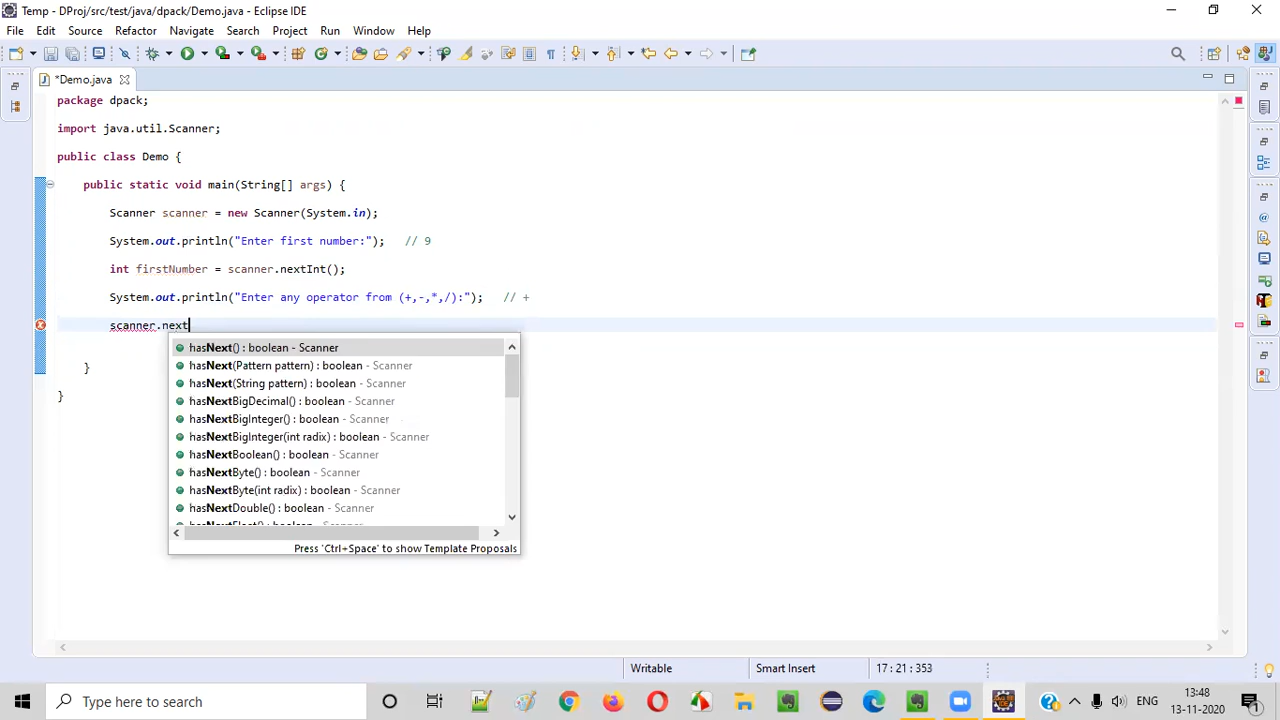 Temp - DProj/src/test/java/dpack/Demo.java - Eclipse IDE
File Edit Source Refactor Navigate Search Project Run Window Help
*Demo.java
package dpack;
import java.util.Scanner;
public class Demo {
public static void main(String[] args) {
Scanner scanner = new Scanner(System.in);
System.out.println("Enter first number:"); // 9
int firstNumber = scanner.nextInt();
System.out.println("Enter any operator from (+,-,*,/):"); // +
scanner.next
hasNext() : boolean - Scanner
hasNext(Pattern pattern) : boolean - Scanner
hasNext(String pattern) : boolean - Scanner
hasNextBigDecimal() : boolean - Scanner
hasNextBigInteger() : boolean - Scanner
hasNextBigInteger(int radix) : boolean - Scanner
hasNextBoolean() : boolean - Scanner
hasNextByte() : boolean - Scanner
hasNextByte(int radix) : boolean - Scanner
hasNextDouble() : boolean - Scanner
hasNextFloat() : boolean - Scanner
Press 'Ctrl+Space' to show Template Proposals
}
}
Writable Smart Insert 17 : 21 : 353
Type here to search
ENG 13:48
13-11-2020